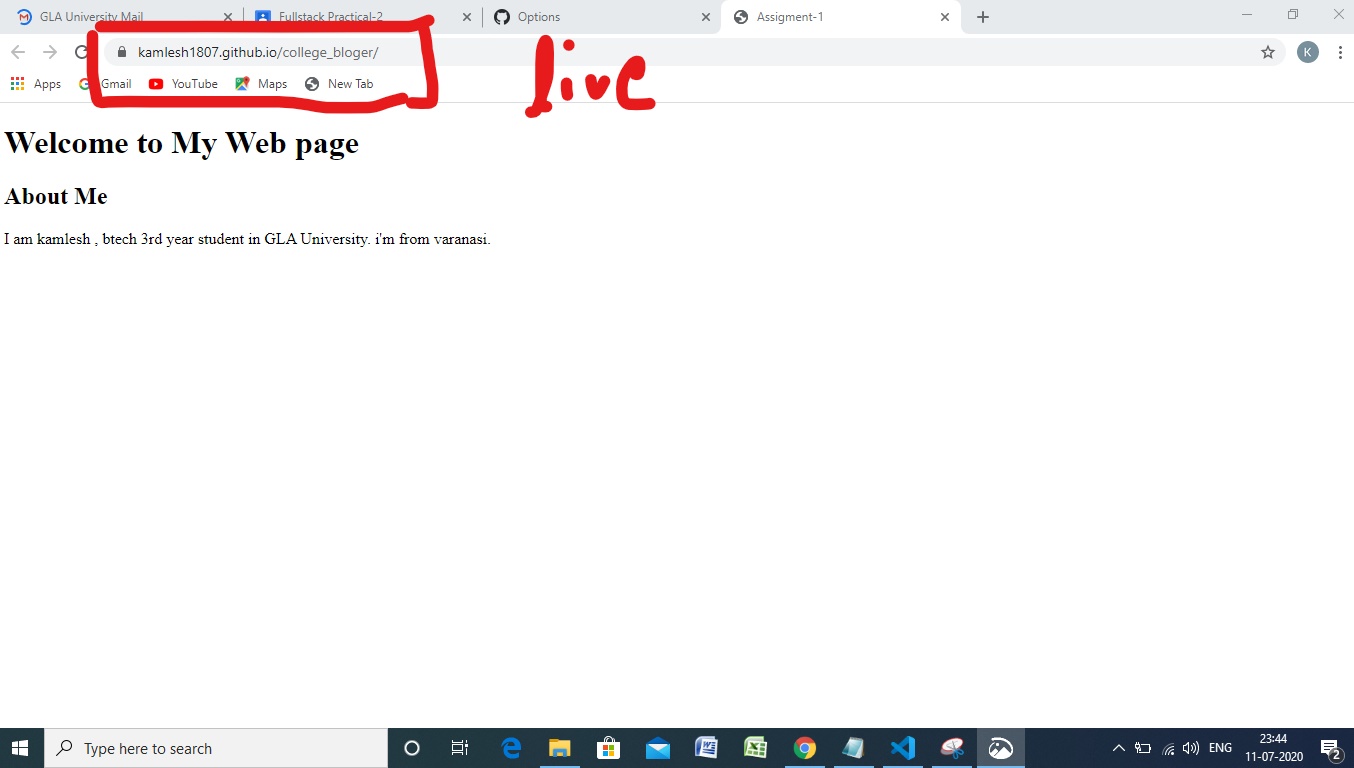 GLA University Mail
Fullstack Practical-2
Options
Assigment-1
kamlesh1807.github.io/college_bloger/
live
K
Apps
Gmail
YouTube
Maps
New Tab
Welcome to My Web page
About Me
I am kamlesh , btech 3rd year student in GLA University. i'm from varanasi.
Type here to search
ENG
23:44
11-07-2020
2